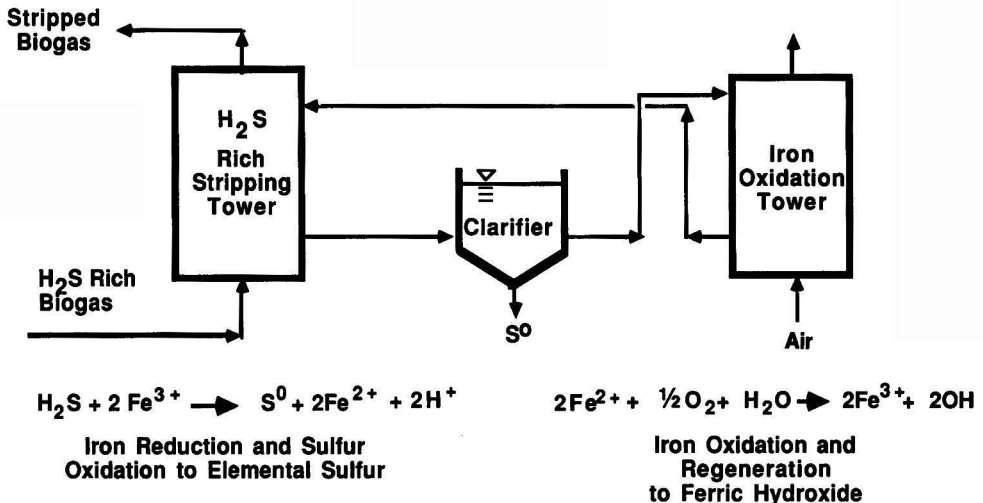 Stripped
Biogas
H₂S
Rich
Stripping
Tower
H₂S Rich
Biogas
Clarifier
S⁰
Iron
Oxidation
Tower
Air
H₂S + 2 Fe³⁺ → S⁰ + 2Fe²⁺ + 2H⁺
Iron Reduction and Sulfur
Oxidation to Elemental Sulfur
2Fe²⁺ + ½O₂+ H₂O → 2Fe³⁺+ 2OH
Iron Oxidation and
Regeneration
to Ferric Hydroxide